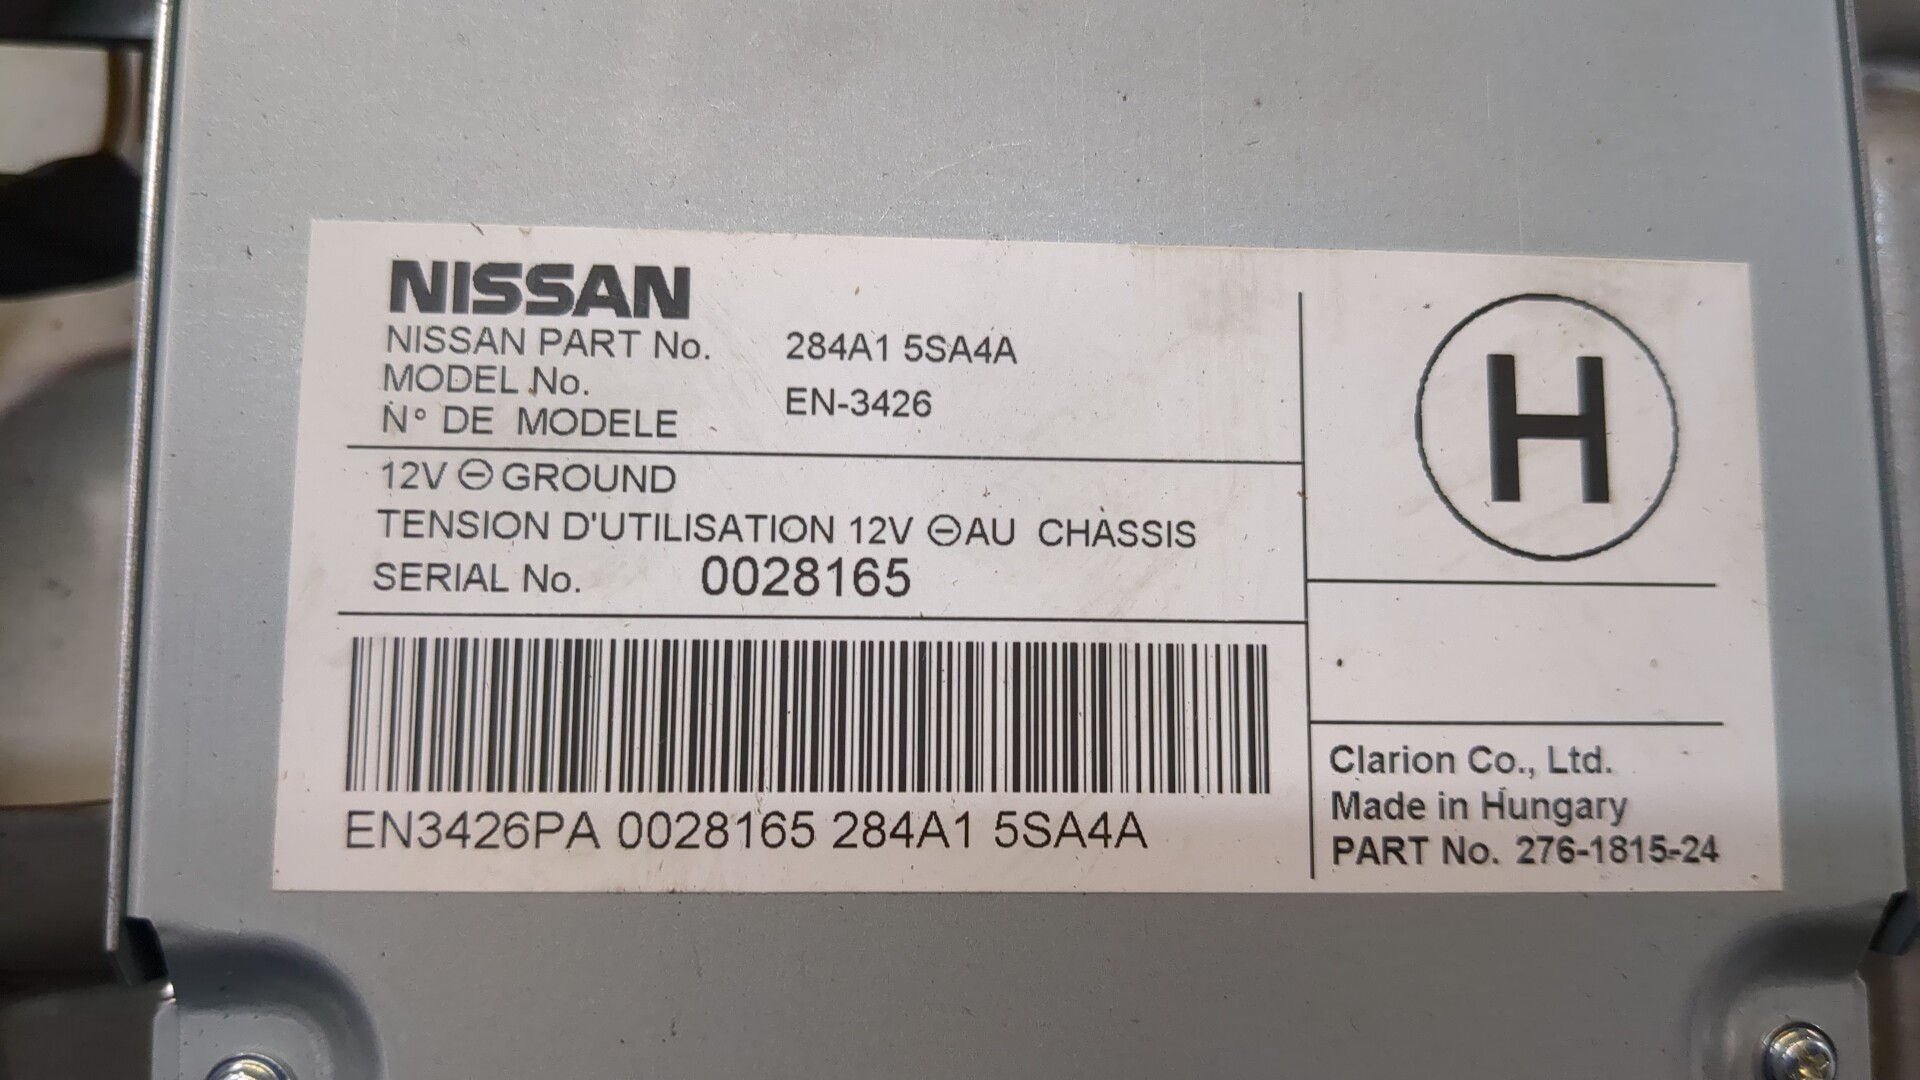 NISSAN
NISSAN PART No. 284A1 5SA4A
MODEL No.
N° DE MODELE EN-3426
12V ⊖ GROUND
TENSION D'UTILISATION 12V ⊖ AU CHASSIS
SERIAL No. 0028165
EN3426PA 0028165 284A1 5SA4A
H
Clarion Co., Ltd.
Made in Hungary
PART No. 276-1815-24